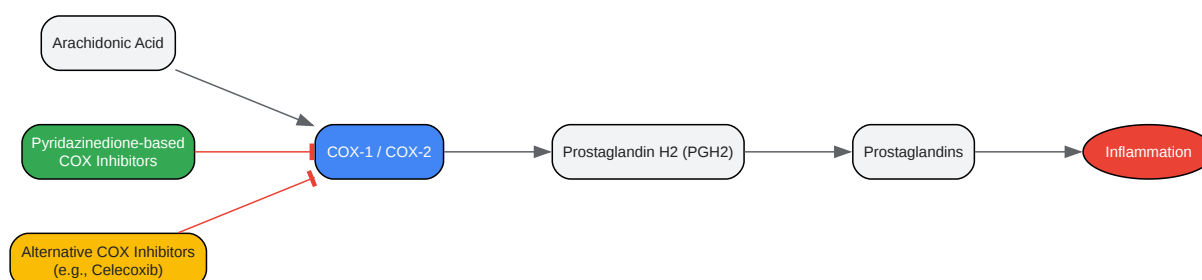 Arachidonic Acid
Pyridazinedione-based
COX Inhibitors
COX-1 / COX-2
Prostaglandin H2 (PGH2)
Prostaglandins
Inflammation
Alternative COX Inhibitors
(e.g., Celecoxib)